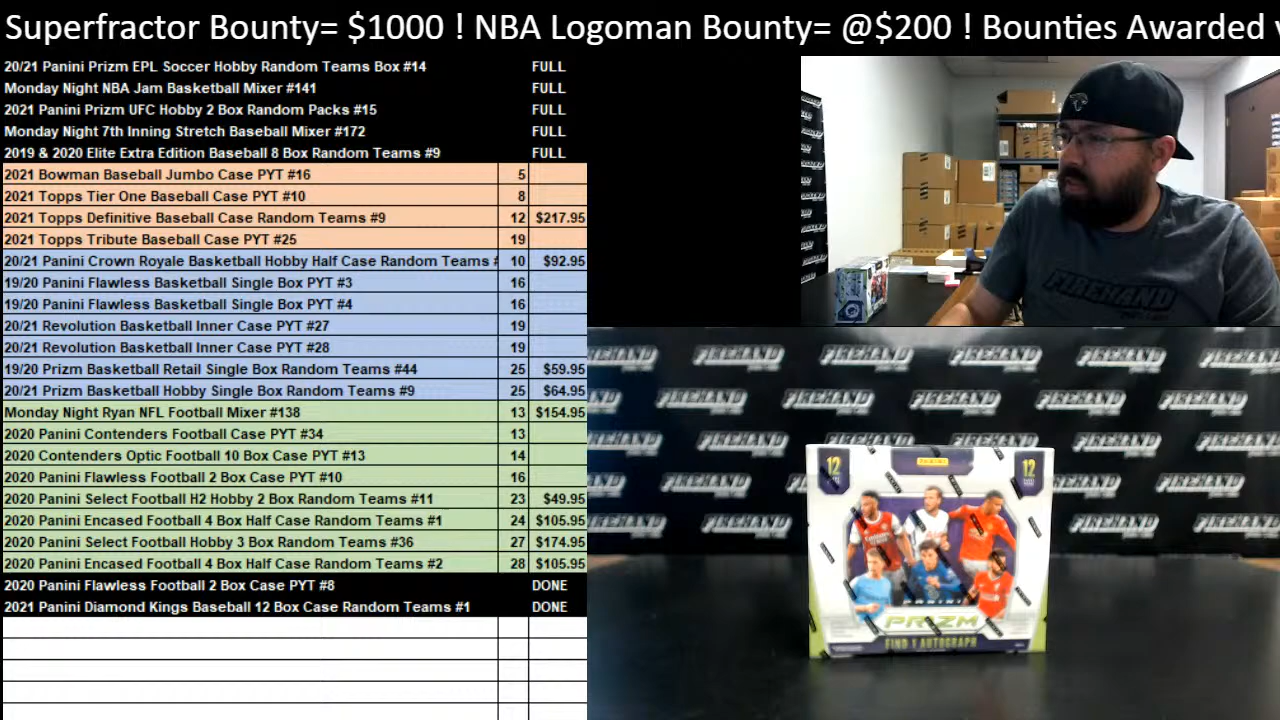 Superfractor Bounty= $1000 ! NBA Logoman Bounty= @$200 ! Bounties Awarded
20/21 Panini Prizm EPL Soccer Hobby Random Teams Box #14 FULL
Monday Night NBA Jam Basketball Mixer #141 FULL
2021 Panini Prizm UFC Hobby 2 Box Random Packs #15 FULL
Monday Night 7th Inning Stretch Baseball Mixer #172 FULL
2019 & 2020 Elite Extra Edition Baseball 8 Box Random Teams #9 FULL
2021 Bowman Baseball Jumbo Case PYT #16 5
2021 Topps Tier One Baseball Case PYT #10 8
2021 Topps Definitive Baseball Case Random Teams #9 12 $217.95
2021 Topps Tribute Baseball Case PYT #25 19
20/21 Panini Crown Royale Basketball Hobby Half Case Random Teams # 10 $92.95
19/20 Panini Flawless Basketball Single Box PYT #3 16
19/20 Panini Flawless Basketball Single Box PYT #4 16
20/21 Revolution Basketball Inner Case PYT #27 19
20/21 Revolution Basketball Inner Case PYT #28 19
19/20 Prizm Basketball Retail Single Box Random Teams #44 25 $59.95
20/21 Prizm Basketball Hobby Single Box Random Teams #9 25 $64.95
Monday Night Ryan NFL Football Mixer #138 13 $154.95
2020 Panini Contenders Football Case PYT #34 13
2020 Contenders Optic Football 10 Box Case PYT #13 14
2020 Panini Flawless Football 2 Box Case PYT #10 16
2020 Panini Select Football H2 Hobby 2 Box Random Teams #11 23 $49.95
2020 Panini Encased Football 4 Box Half Case Random Teams #1 24 $105.95
2020 Panini Select Football Hobby 3 Box Random Teams #36 27 $174.95
2020 Panini Encased Football 4 Box Half Case Random Teams #2 28 $105.95
2020 Panini Flawless Football 2 Box Case PYT #8 DONE
2021 Panini Diamond Kings Baseball 12 Box Case Random Teams #1 DONE
FIREHAND
FIREHAND FIREHAND FIREHAND FIREHAND
FIREHAND FIREHAND FIREHAND FIREHAND
12 PANINI 12
PANINI
PRIZM
FIND 1 AUTOGRAPH